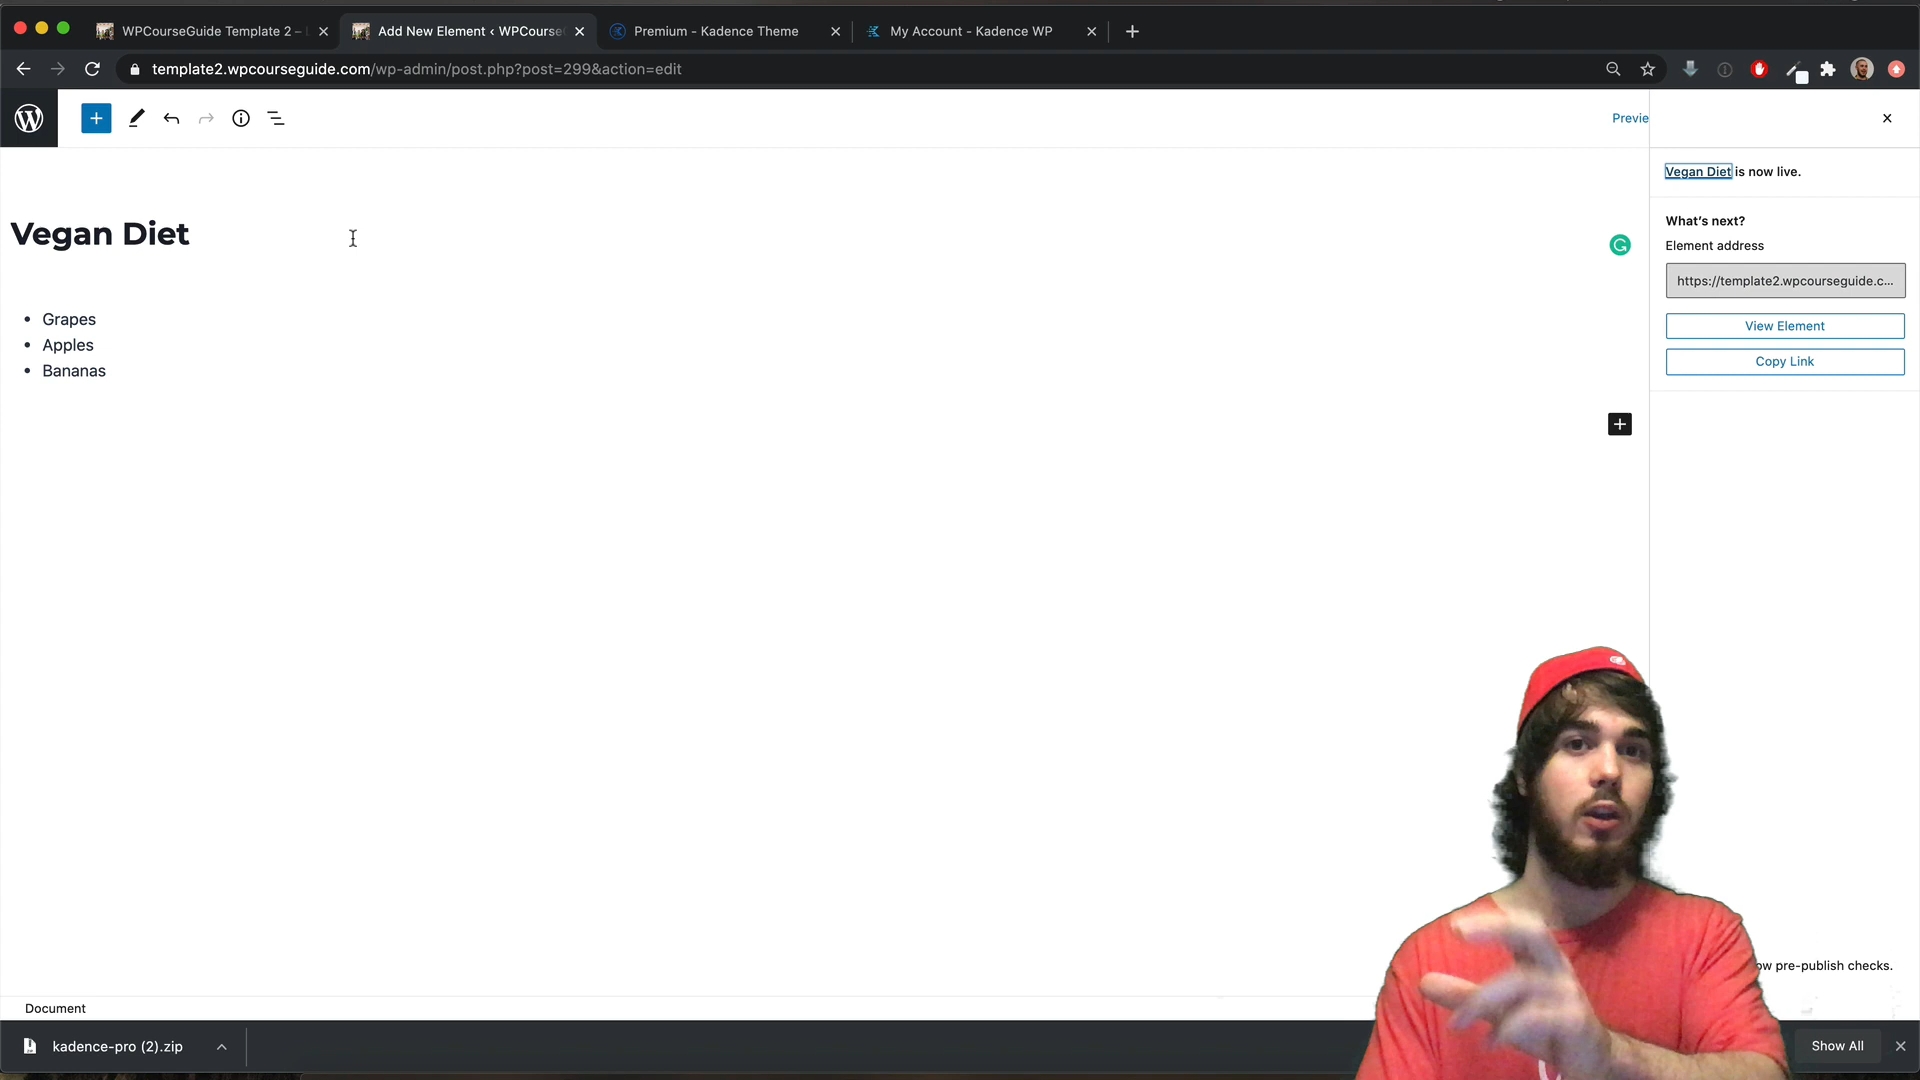 WPCourseGuide Template 2 –
Add New Element ‹ WPCourse
Premium - Kadence Theme
My Account - Kadence WP
template2.wpcourseguide.com/wp-admin/post.php?post=299&action=edit
Previe
Vegan Diet is now live.
What's next?
Element address
https://template2.wpcourseguide.c...
View Element
Copy Link
Vegan Diet
• Grapes
• Apples
• Bananas
ow pre-publish checks.
Document
kadence-pro (2).zip
Show All